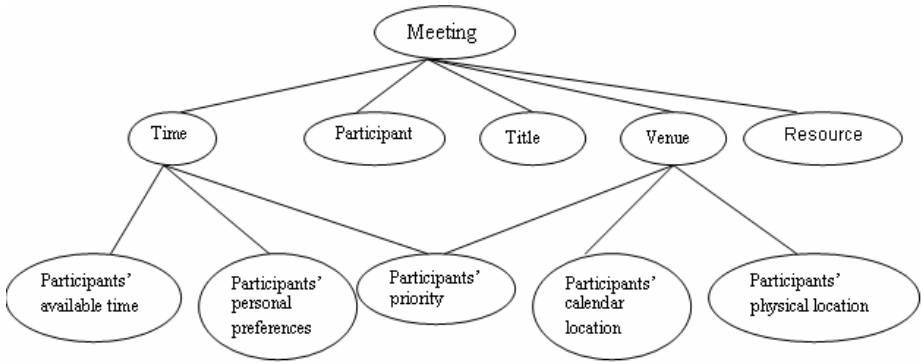 Meeting
Time
Participant
Title
Venue
Resource
Participants’
available time
Participants’
personal
preferences
Participants’
priority
Participants’
calendar
location
Participants’
physical location